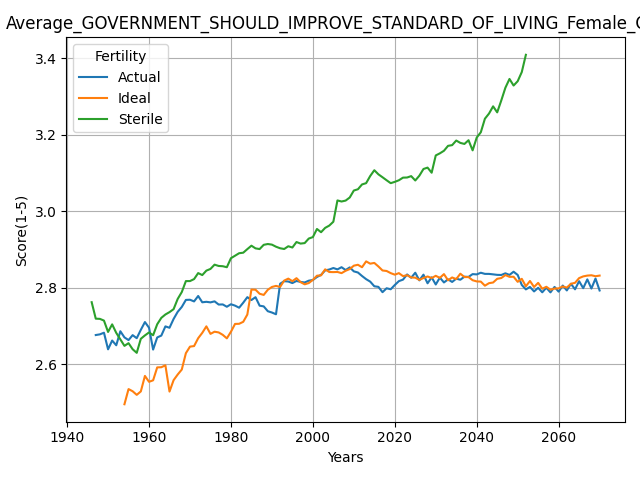 Average_GOVERNMENT_SHOULD_IMPROVE_STANDARD_OF_LIVING_Female_
Fertility
Actual
Ideal
Sterile
Score(1-5)
3.4
3.2
3.0
2.8
2.6
1940
1960
1980
2000
2020
2040
2060
Years